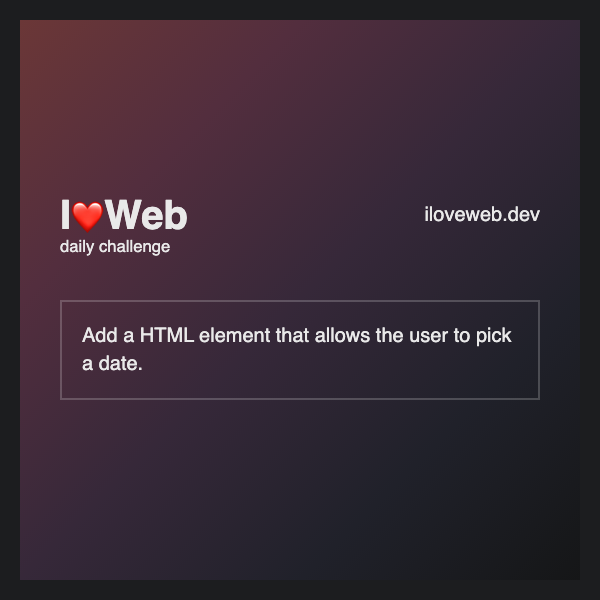 I❤️Web
iloveweb.dev
daily challenge
Add a HTML element that allows the user to pick
a date.